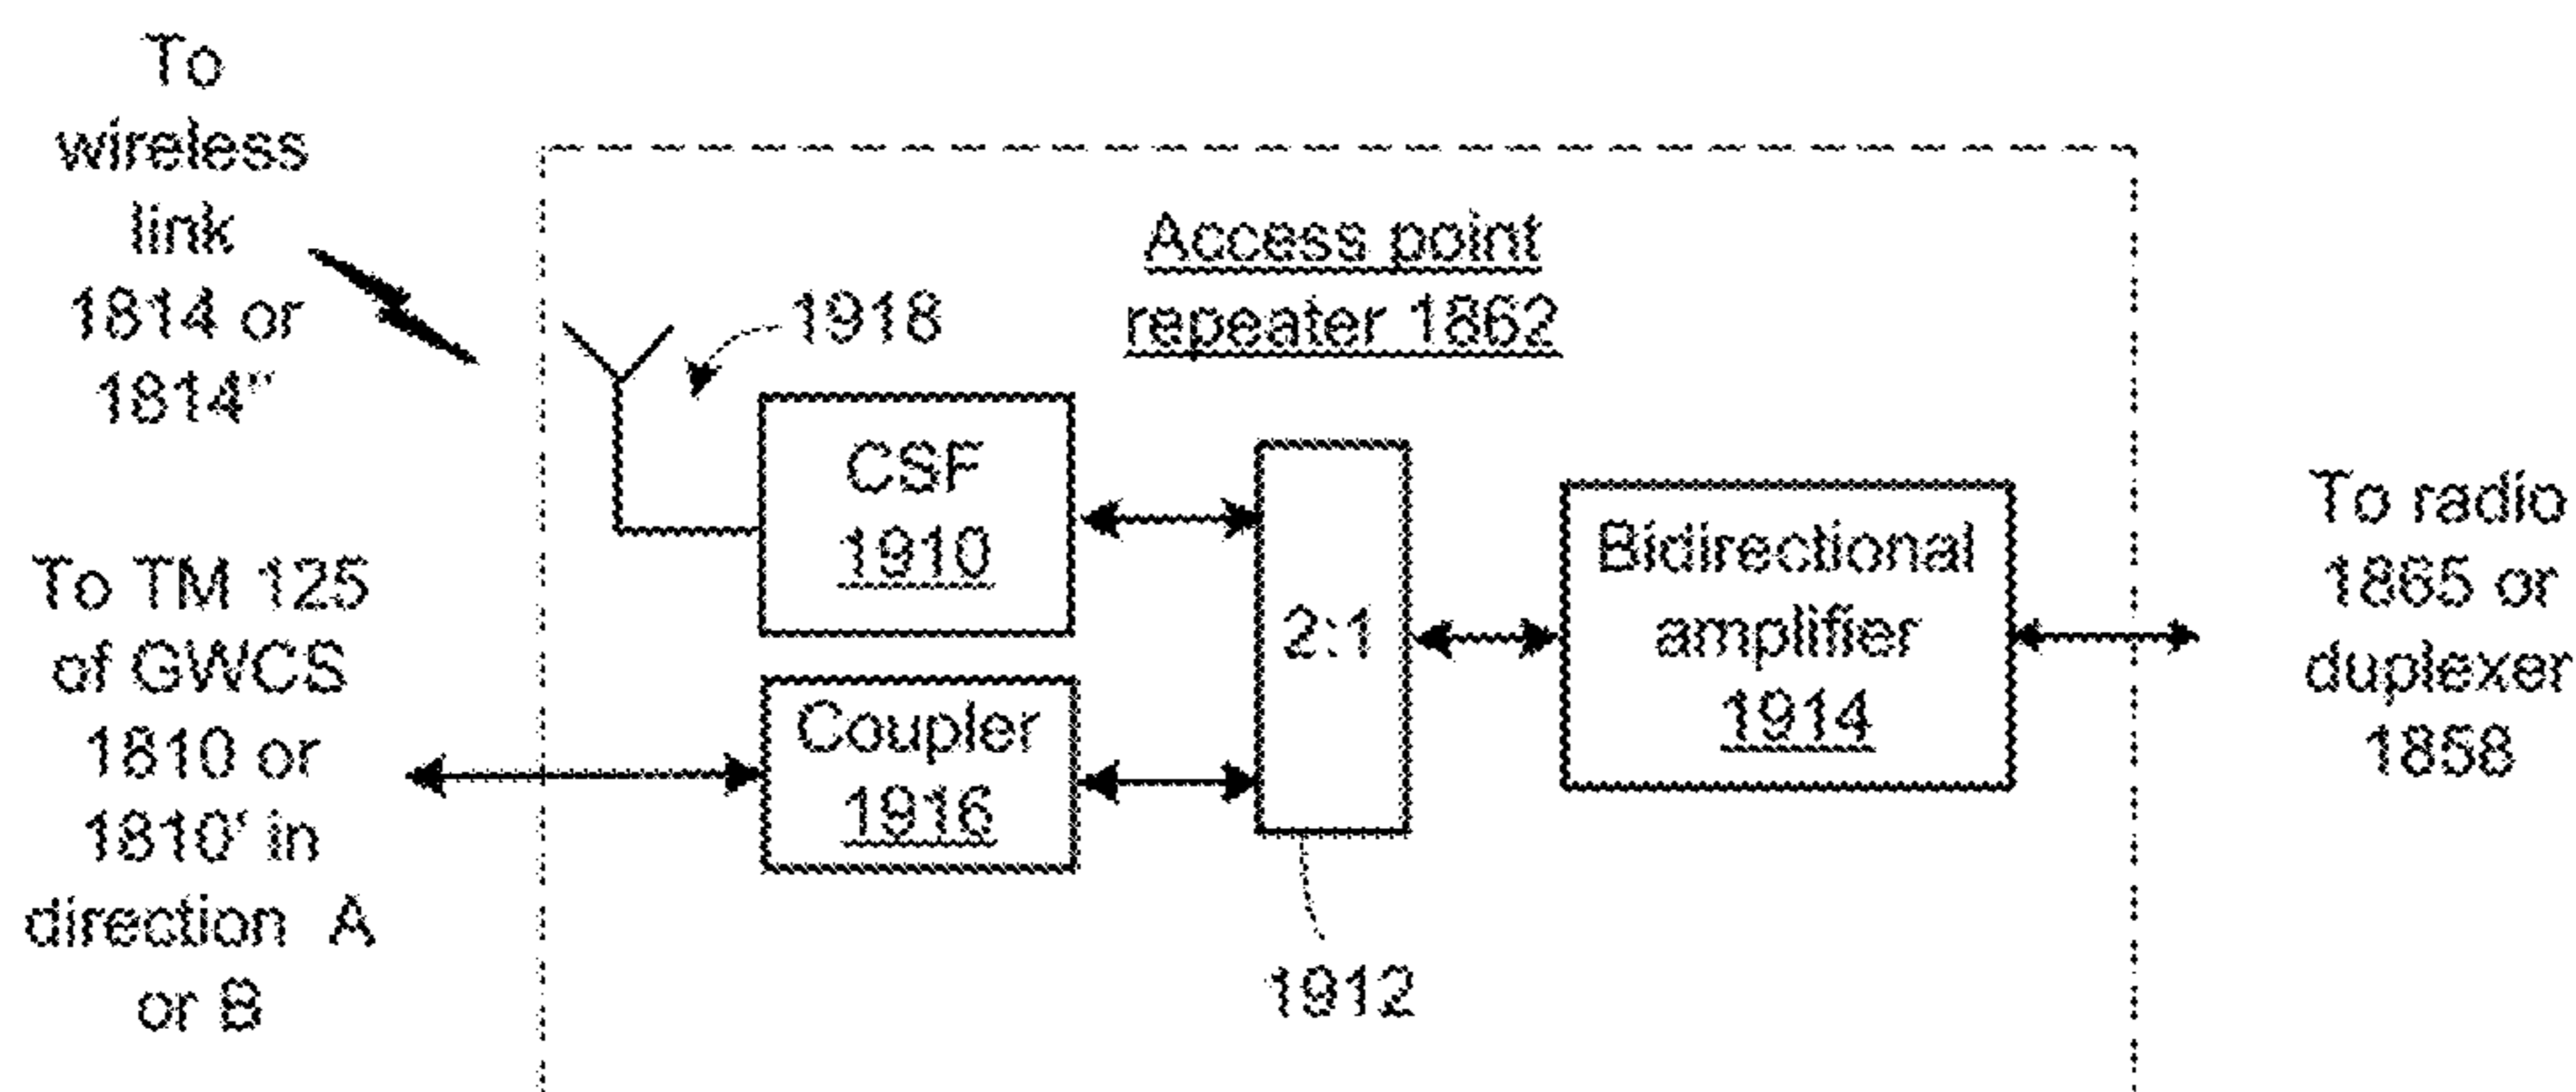 To
wireless
link
1814 or
1814"
Access point
repeater 1862
1918
CSF
1910
To TM 125
of GWCS
1810 or
1810' in
direction A
or B
Coupler
1916
2:1
1912
Bidirectional
amplifier
1914
To radio
1865 or
duplexer
1858